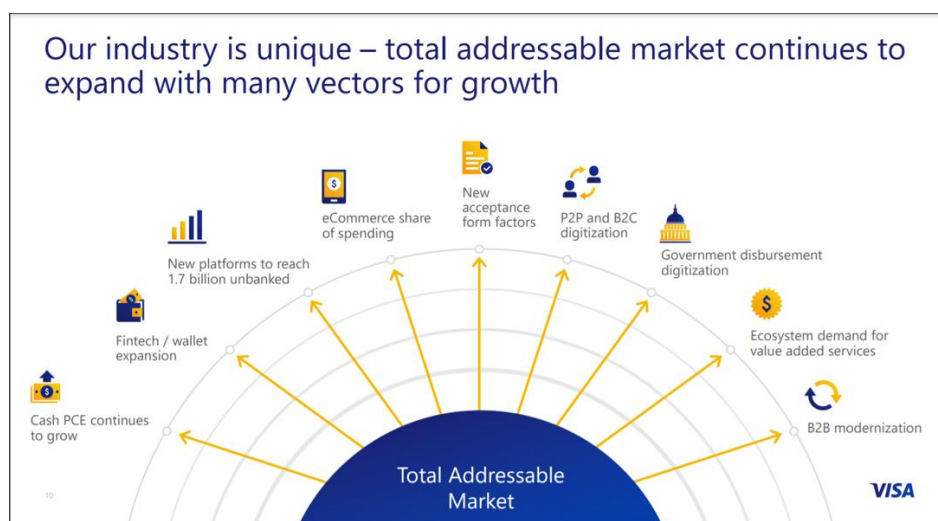 Our industry is unique – total addressable market continues to
expand with many vectors for growth
Cash PCE continues
to grow
Fintech / wallet
expansion
New platforms to reach
1.7 billion unbanked
eCommerce share
of spending
New
acceptance
form factors
P2P and B2C
digitization
Government disbursement
digitization
Ecosystem demand for
value added services
B2B modernization
Total Addressable
Market
10
VISA